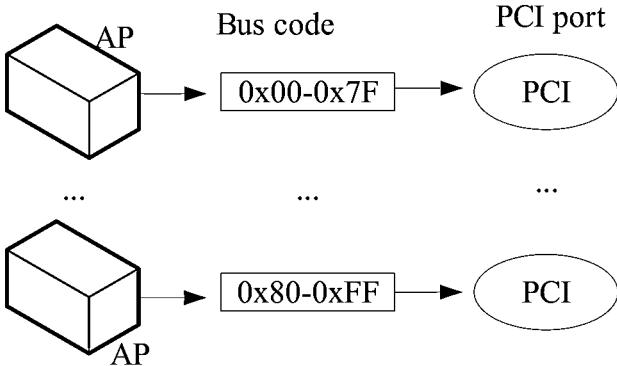 AP
Bus code
PCI port
0x00-0x7F
PCI
... ... ...
0x80-0xFF
PCI
AP